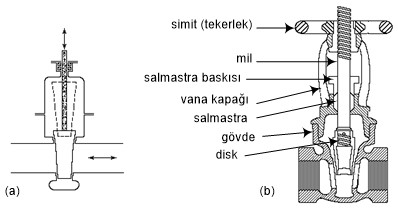 simit (tekerlek)
mil
salmastra baskısı
vana kapağı
salmastra
gövde
disk
(a)
(b)